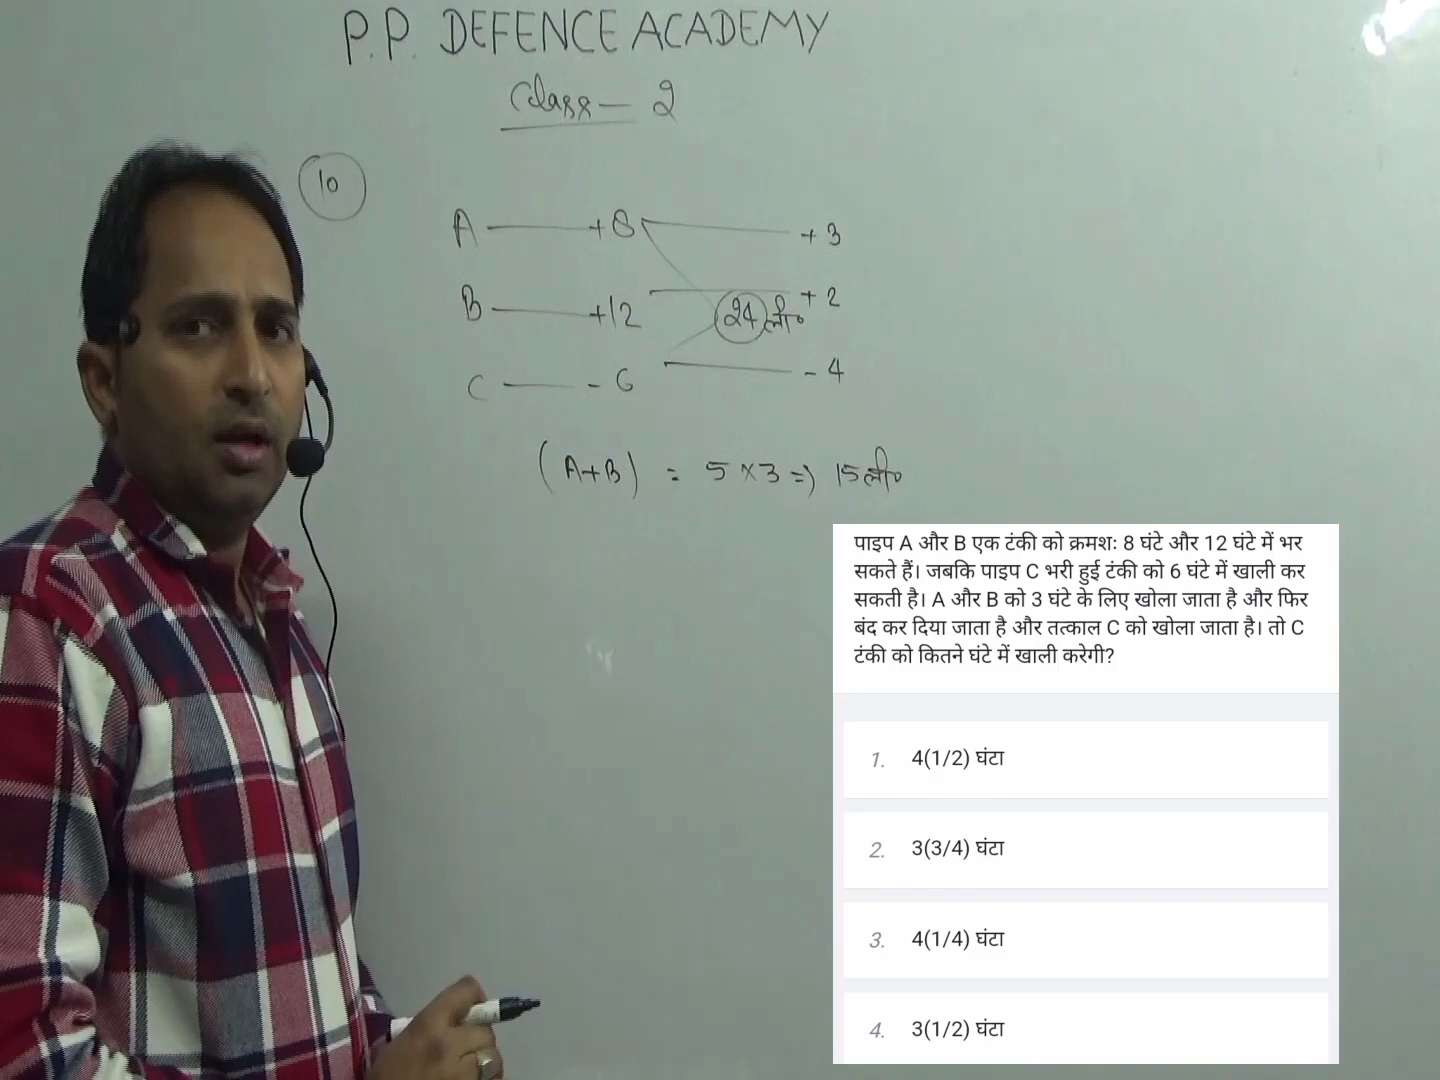 P.P. DEFENCE ACADEMY
Class - 2
10
A +8 +3
B +12 24 ली० +2
C - 6 - 4
(A+B) = 5×3 => 15ली०
पाइप A और B एक टंकी को क्रमशः 8 घंटे और 12 घंटे में भर
सकते हैं। जबकि पाइप C भरी हुई टंकी को 6 घंटे में खाली कर
सकती है। A और B को 3 घंटे के लिए खोला जाता है और फिर
बंद कर दिया जाता है और तत्काल C को खोला जाता है। तो C
टंकी को कितने घंटे में खाली करेगी?
1. 4(1/2) घंटा
2. 3(3/4) घंटा
3. 4(1/4) घंटा
4. 3(1/2) घंटा